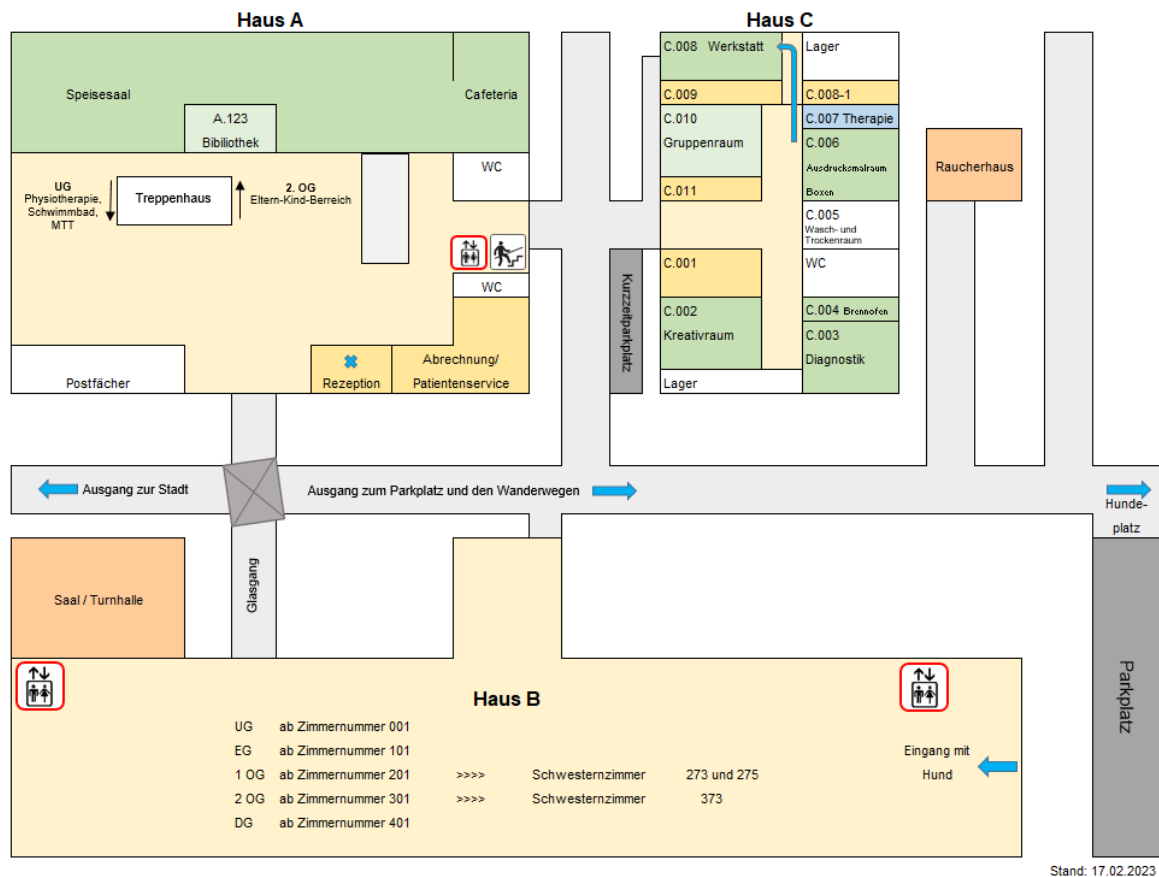 Haus A
Haus C
Speisesaal
Cafeteria
A.123
Bibiliothek
WC
UG
Physiotherapie,
Schwimmbad,
MTT
Treppenhaus
2. OG
Eltern-Kind-Berreich
WC
Postfächer
Rezeption
Abrechnung/
Patientenservice
C.008 Werkstatt
Lager
C.009
C.008-1
C.010
Gruppenraum
C.007 Therapie
C.006
Ausdrucksmalraum
Boxen
C.011
C.005
Wasch- und
Trockenraum
C.001
WC
C.002
Kreativraum
C.004 Brennofen
C.003
Diagnostik
Lager
Kurzzeitparkplatz
Raucherhaus
Ausgang zur Stadt
Ausgang zum Parkplatz und den Wanderwegen
Hunde-
platz
Saal / Turnhalle
Glasgang
Parkplatz
Haus B
UG ab Zimmernummer 001
EG ab Zimmernummer 101
1 OG ab Zimmernummer 201 >>>> Schwesternzimmer 273 und 275
2 OG ab Zimmernummer 301 >>>> Schwesternzimmer 373
DG ab Zimmernummer 401
Eingang mit
Hund
Stand: 17.02.2023